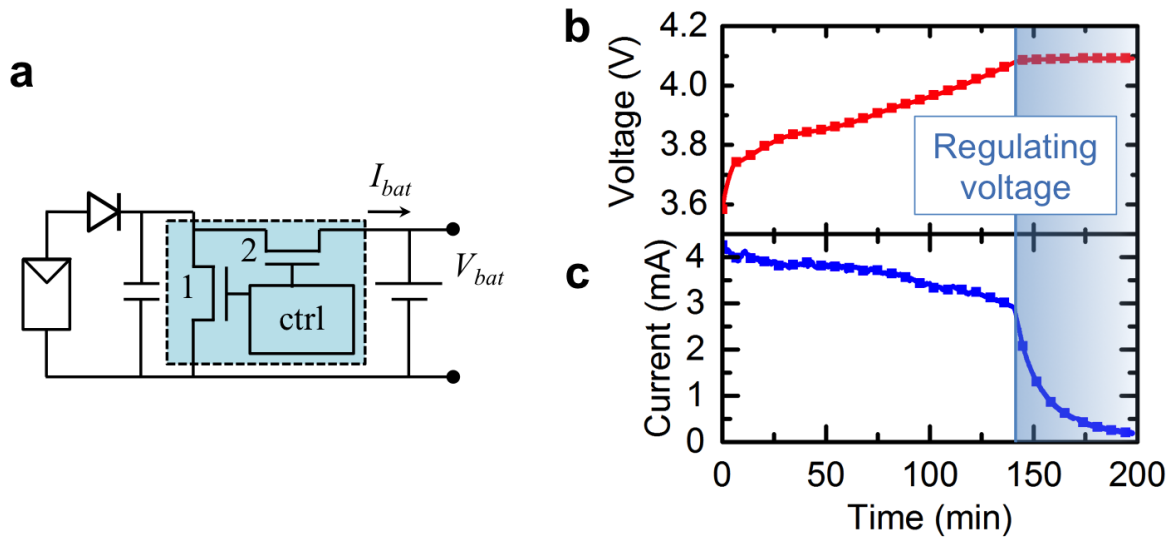 a
I_bat
2
1
ctrl
V_bat
b
4.2
4.0
3.8
3.6
Voltage (V)
Regulating
voltage
c
4
3
2
1
0
Current (mA)
0 50 100 150 200
Time (min)